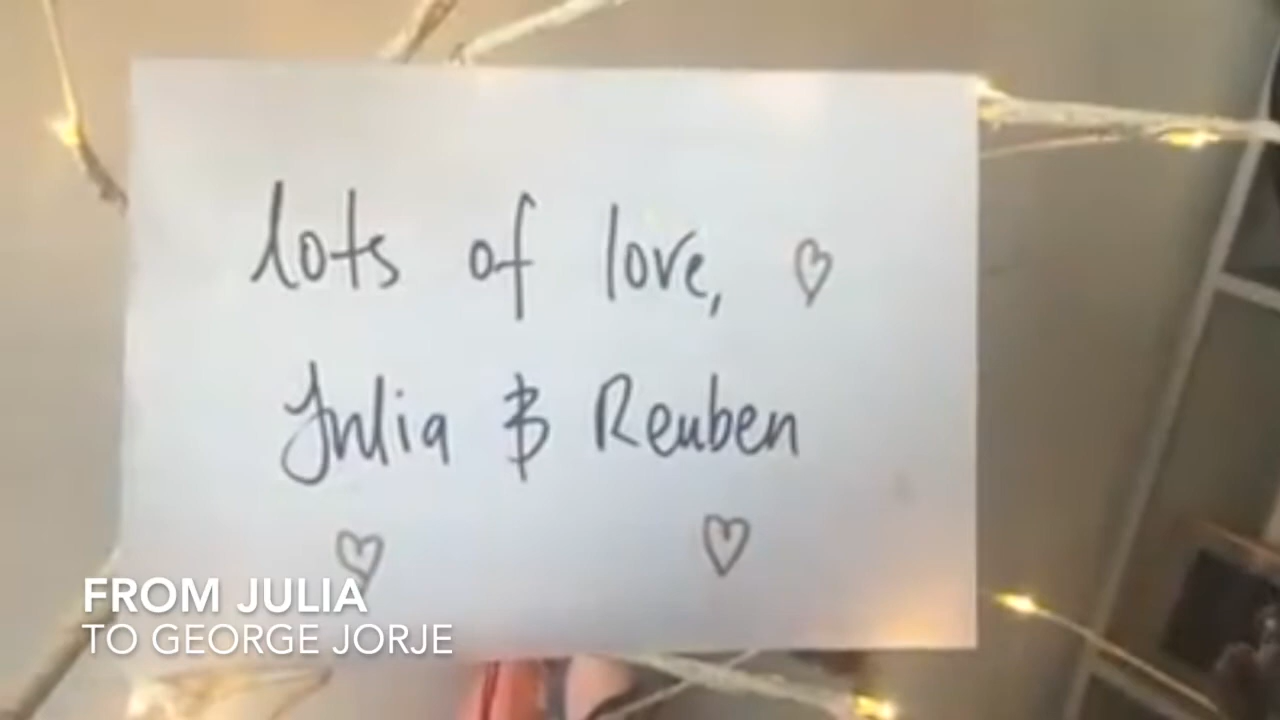 lots of love, ♡
Julia & Reuben
♡ ♡
FROM JULIA
TO GEORGE JORJE